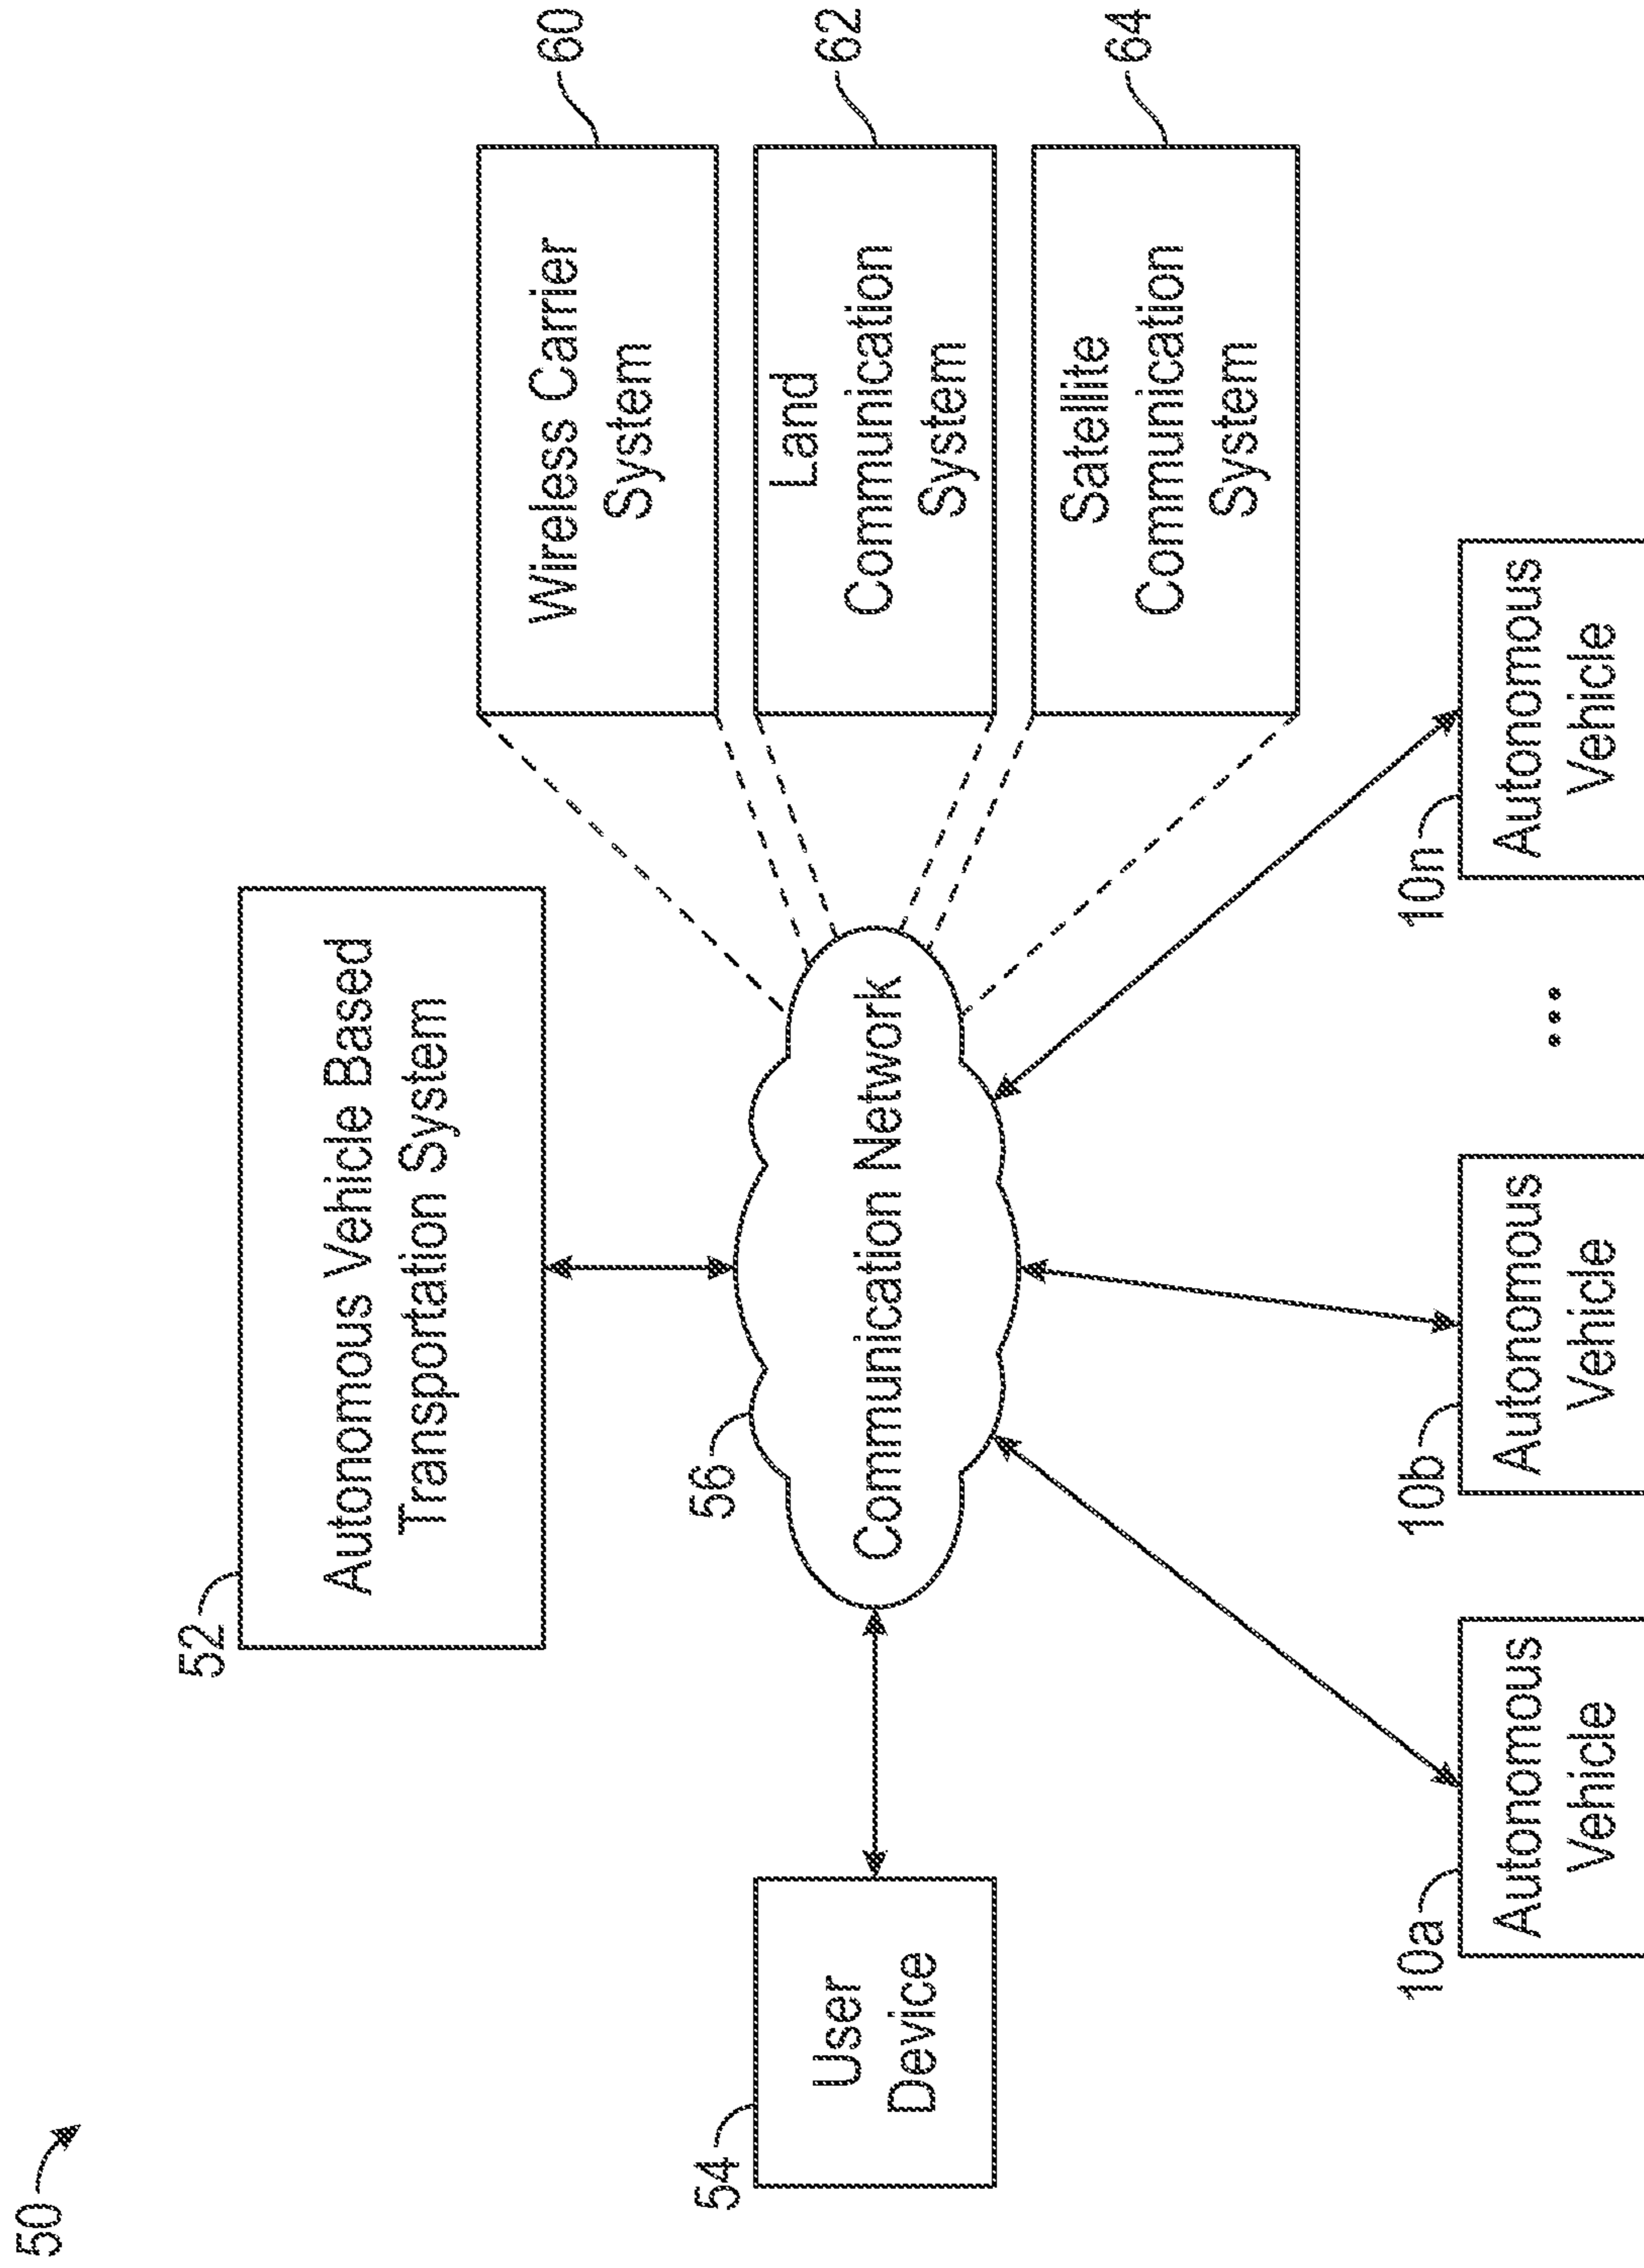 50
52
Autonomous Vehicle Based
Transportation System
54
User
Device
56
Communication Network
Wireless Carrier
System
60
Land
Communication
System
62
Satellite
Communication
System
64
10a
Autonomous
Vehicle
10b
Autonomous
Vehicle
...
10n
Autonomous
Vehicle